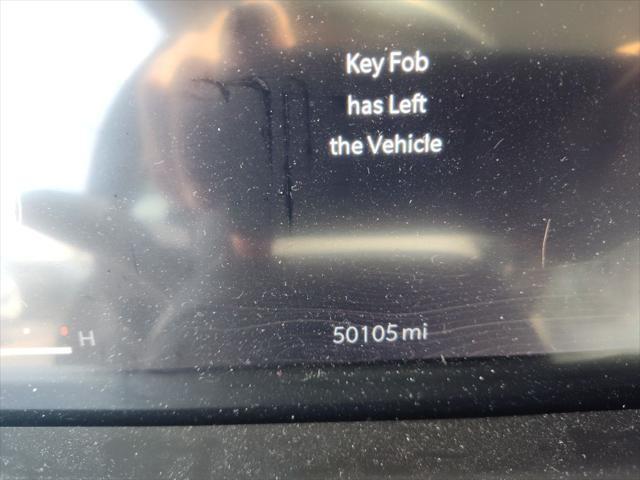 Key Fob
has Left
the Vehicle
50105 mi
H